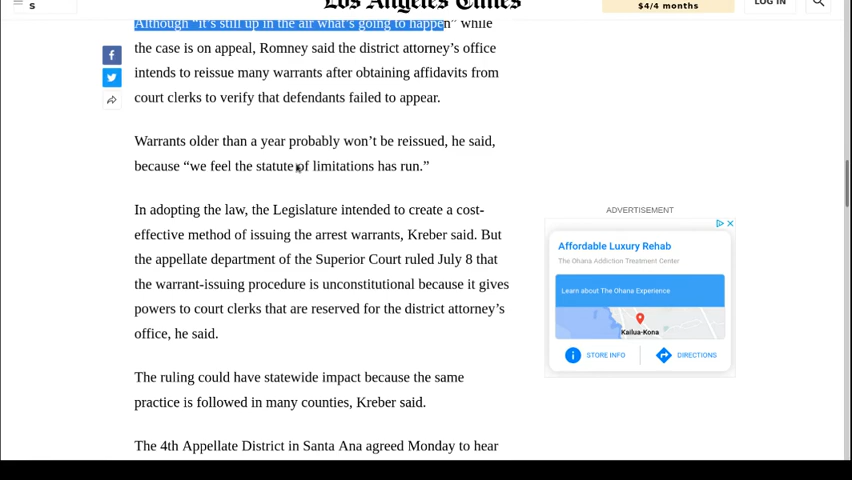 s
Los Angeles Times
$4/4 months
LOG IN
Although “it’s still up in the air what’s going to happen” while
the case is on appeal, Romney said the district attorney’s office
intends to reissue many warrants after obtaining affidavits from
court clerks to verify that defendants failed to appear.
Warrants older than a year probably won’t be reissued, he said,
because “we feel the statute of limitations has run.”
In adopting the law, the Legislature intended to create a cost-
effective method of issuing the arrest warrants, Kreber said. But
the appellate department of the Superior Court ruled July 8 that
the warrant-issuing procedure is unconstitutional because it gives
powers to court clerks that are reserved for the district attorney’s
office, he said.
The ruling could have statewide impact because the same
practice is followed in many counties, Kreber said.
The 4th Appellate District in Santa Ana agreed Monday to hear
ADVERTISEMENT
Affordable Luxury Rehab
The Ohana Addiction Treatment Center
Learn about The Ohana Experience
Kailua-Kona
STORE INFO
DIRECTIONS